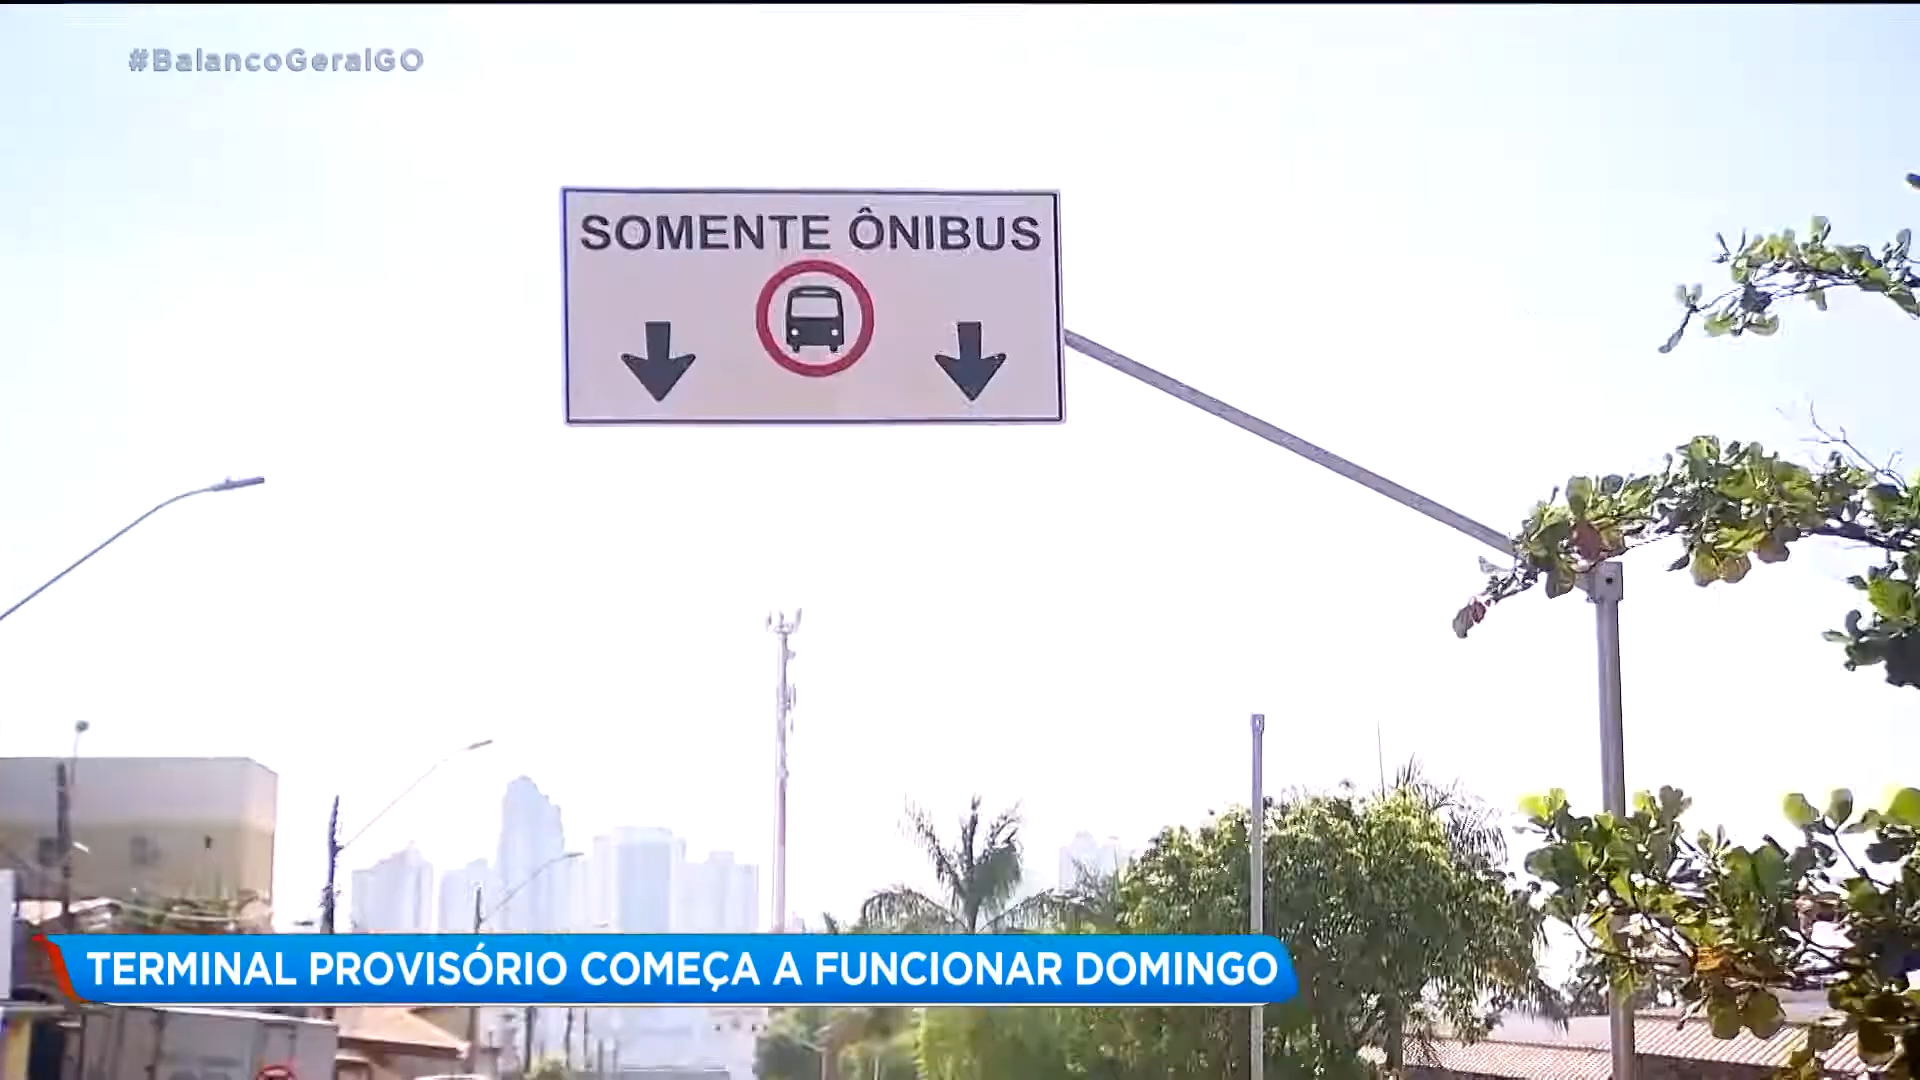 #BalancoGeralGO
SOMENTE ÔNIBUS
TERMINAL PROVISÓRIO COMEÇA A FUNCIONAR DOMINGO